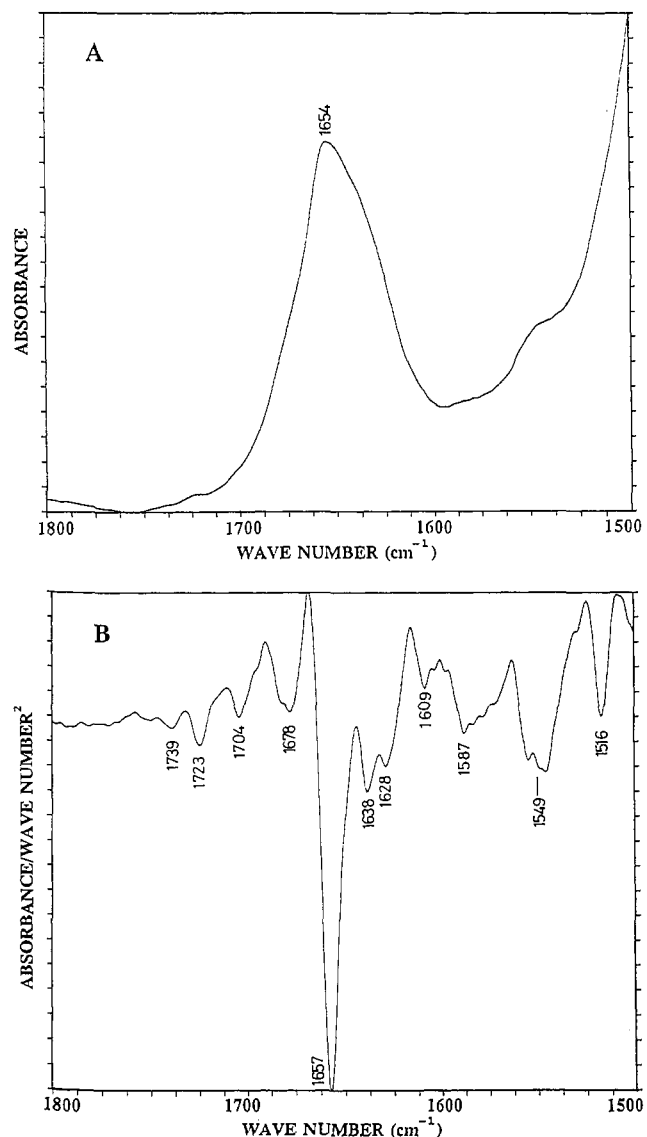 A
1654
ABSORBANCE
1800 1700 1600 1500
WAVE NUMBER (cm⁻¹)
B
1739
1723
1704
1678
1657
1638
1628
1609
1587
1549
1516
ABSORBANCE/WAVE NUMBER²
1800 1700 1600 1500
WAVE NUMBER (cm⁻¹)